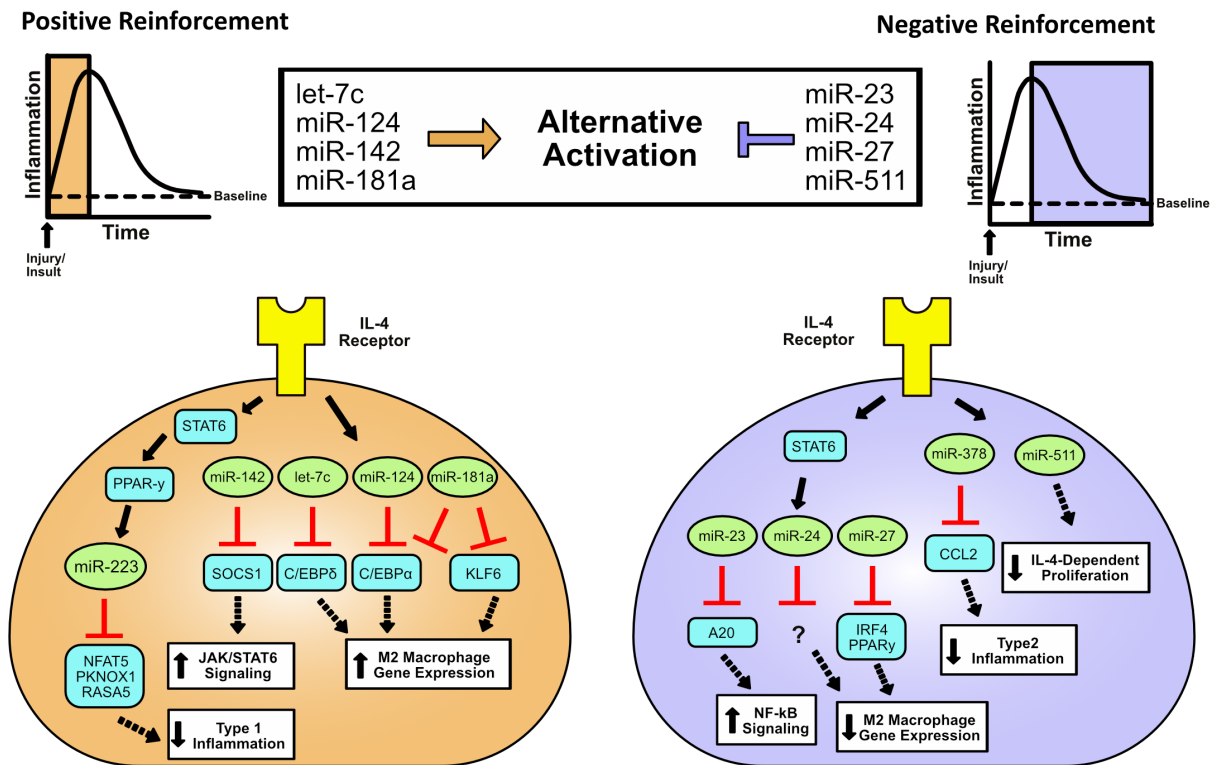 Positive Reinforcement
Negative Reinforcement
Inflammation
Baseline
Time
Injury/
Insult
let-7c
miR-124
miR-142
miR-181a
Alternative
Activation
miR-23
miR-24
miR-27
miR-511
Inflammation
Baseline
Time
Injury/
Insult
IL-4
Receptor
STAT6
PPAR-y
miR-223
miR-142
let-7c
miR-124
miR-181a
SOCS1
C/EBPδ
C/EBPα
KLF6
NFAT5
PKNOX1
RASA5
JAK/STAT6
Signaling
M2 Macrophage
Gene Expression
Type 1
Inflammation
IL-4
Receptor
STAT6
miR-378
miR-511
miR-23
miR-24
miR-27
CCL2
IL-4-Dependent
Proliferation
A20
?
IRF4
PPARy
Type2
Inflammation
NF-kB
Signaling
M2 Macrophage
Gene Expression